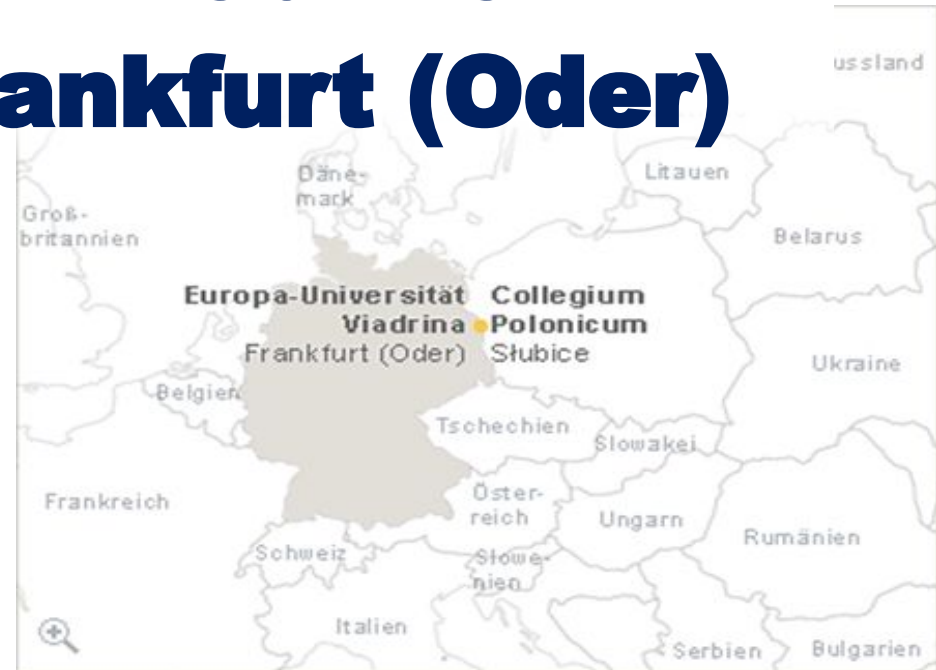 ankfurt (Oder)
ussland
Däne-
mark
Litauen
Groß-
britannien
Belarus
Europa-Universität Collegium
Viadrina Polonicum
Frankfurt (Oder) Słubice
Ukraine
Belgien
Tschechien
Slowakei
Frankreich
Öster-
reich
Ungarn
Rumänien
Schweiz
Slowe-
nien
Italien
Serbien
Bulgarien